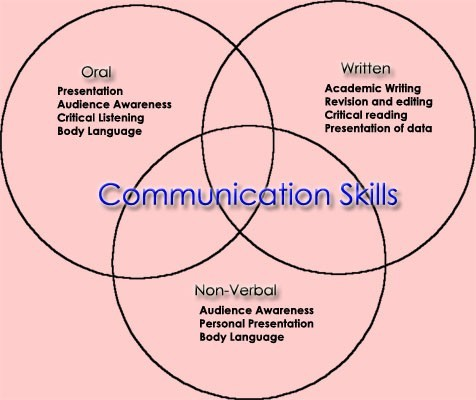 Oral
Presentation
Audience Awareness
Critical Listening
Body Language
Written
Academic Writing
Revision and editing
Critical reading
Presentation of data
Communication Skills
Non-Verbal
Audience Awareness
Personal Presentation
Body Language